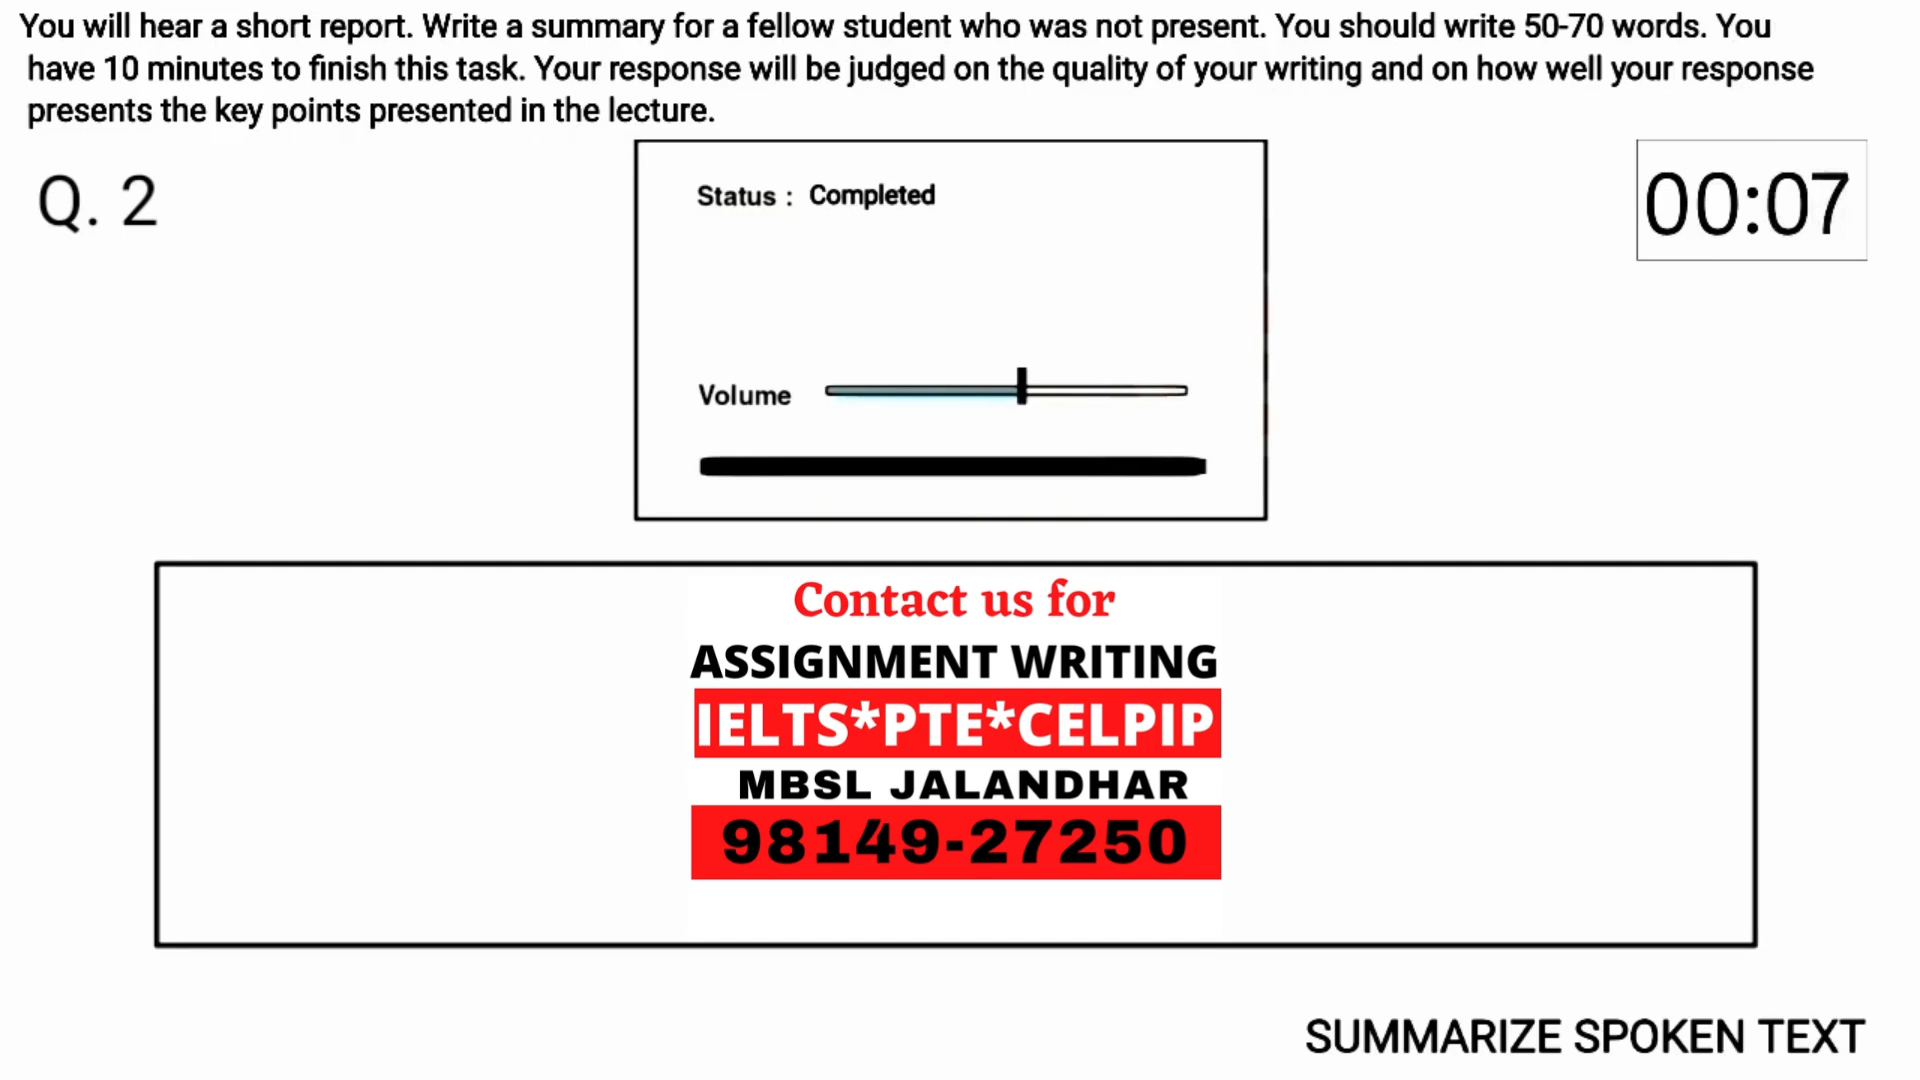 You will hear a short report. Write a summary for a fellow student who was not present. You should write 50-70 words. You
have 10 minutes to finish this task. Your response will be judged on the quality of your writing and on how well your response
presents the key points presented in the lecture.
Q. 2
Status : Completed
00:07
Volume
Contact us for
ASSIGNMENT WRITING
IELTS*PTE*CELPIP
MBSL JALANDHAR
98149-27250
SUMMARIZE SPOKEN TEXT